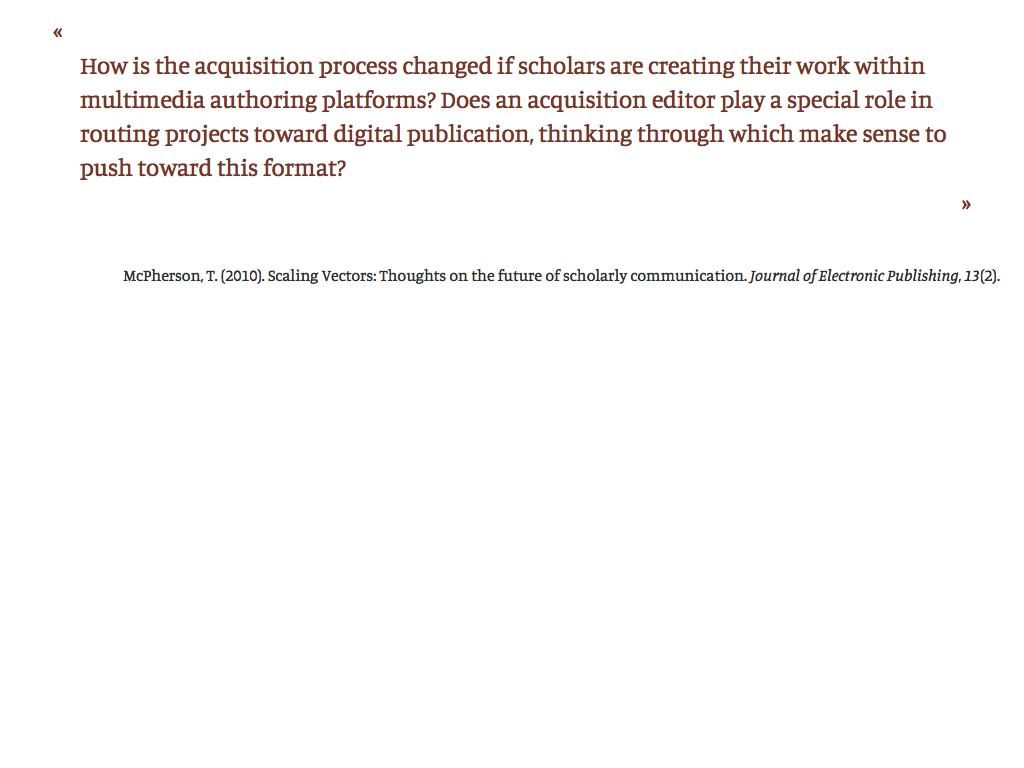 «
How is the acquisition process changed if scholars are creating their work within
multimedia authoring platforms? Does an acquisition editor play a special role in
routing projects toward digital publication, thinking through which make sense to
push toward this format?
»
McPherson, T. (2010). Scaling Vectors: Thoughts on the future of scholarly communication. Journal of Electronic Publishing, 13(2).